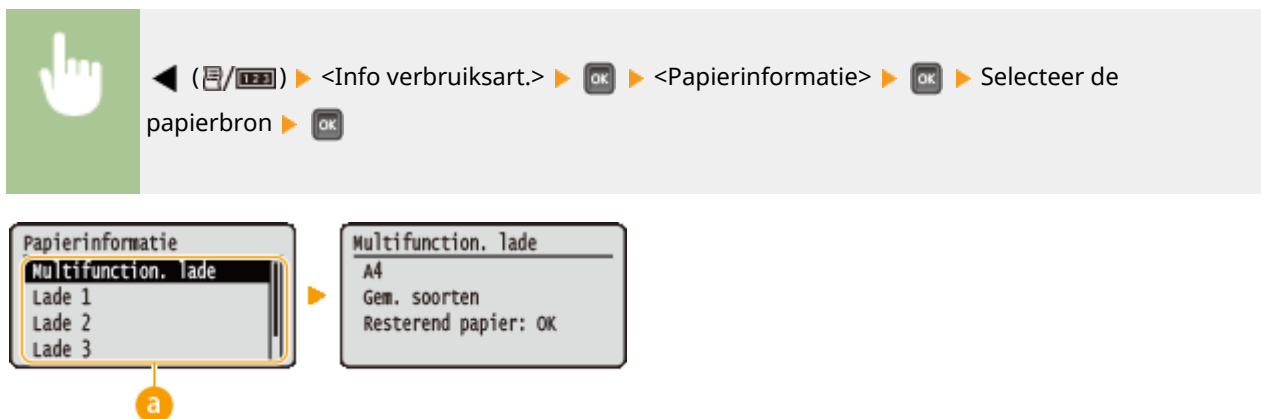 ◀ (/123) ▶ <Info verbruiksart.> ▶ OK ▶ <Papierinformatie> ▶ OK ▶ Selecteer de
papierbron ▶ OK
Papierinformatie
Multifunction. lade
Lade 1
Lade 2
Lade 3
Multifunction. lade
A4
Gem. soorten
Resterend papier: OK
a